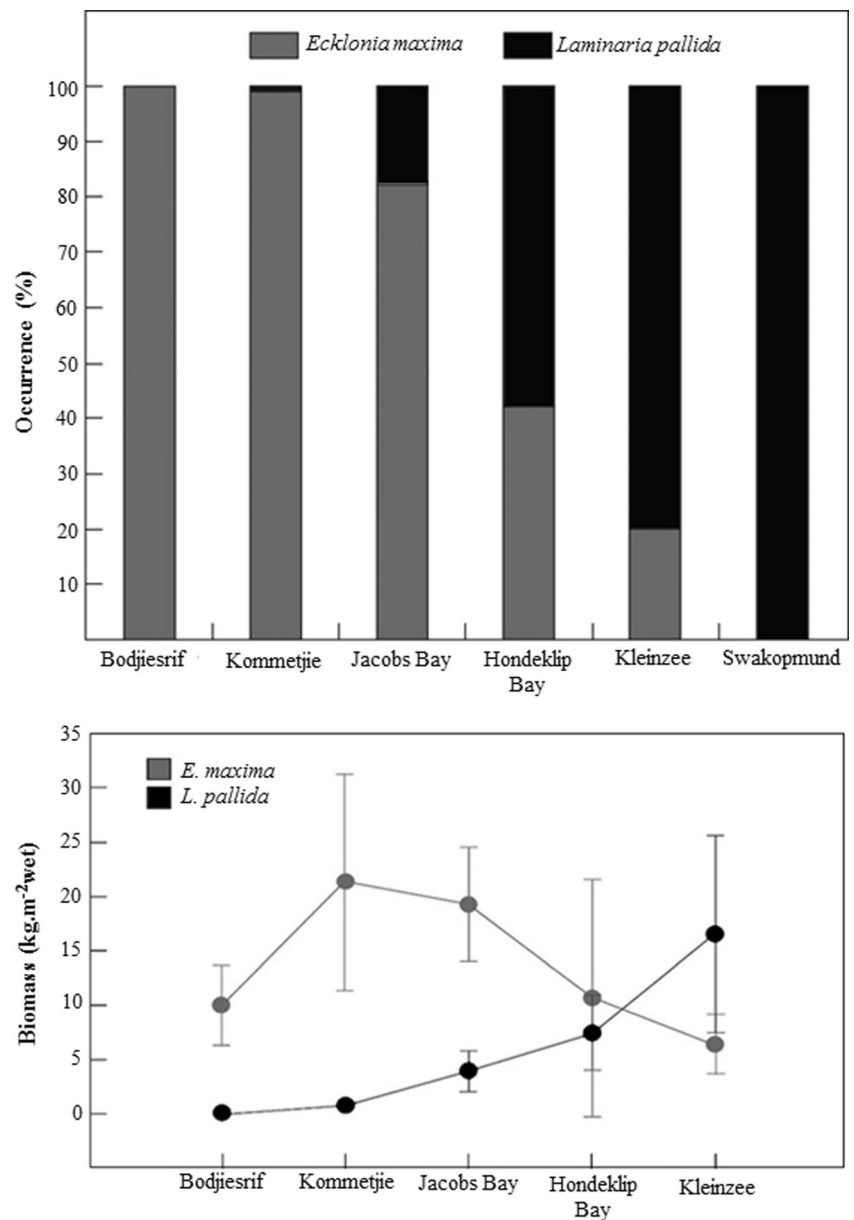 Ecklonia maxima
Laminaria pallida
Occurrence (%)
100
90
80
70
60
50
40
30
20
10
Bodjiesrif
Kommetjie
Jacobs Bay
Hondeklip
Bay
Kleinzee
Swakopmund
E. maxima
L. pallida
Biomass (kg.m⁻²wet)
35
30
25
20
15
10
5
0
Bodjiesrif
Kommetjie
Jacobs Bay
Hondeklip
Bay
Kleinzee